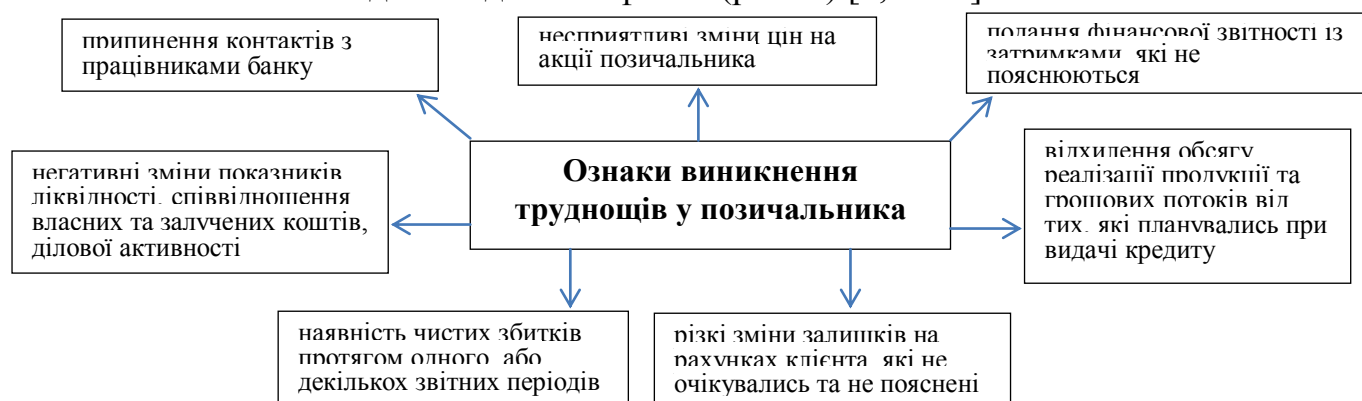 припинення контактів з
працівниками банку
несприятливі зміни цін на
акції позичальника
подання фінансової звітності із
затримками, які не
пояснюються
негативні зміни показників
ліквідності, співвідношення
власних та залучених коштів,
ділової активності
Ознаки виникнення
труднощів у позичальника
відхилення обсягу
реалізації продукції та
грошових потоків від
тих, які планувались при
видачі кредиту
наявність чистих збитків
протягом одного, або
декількох звітних періодів
різкі зміни залишків на
рахунках клієнта, які не
очікувались та не пояснені